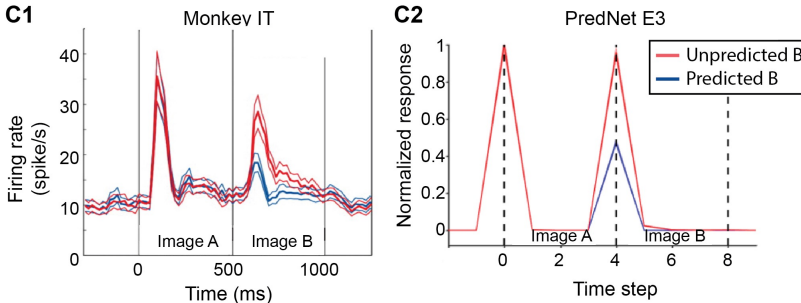 C1
Monkey IT
Firing rate
(spike/s)
40
30
20
10
0
Image A
Image B
0
500
1000
Time (ms)
C2
PredNet E3
Unpredicted B
Predicted B
Normalized response
1
0.8
0.6
0.4
0.2
0
Image A
Image B
0
2
4
6
8
Time step